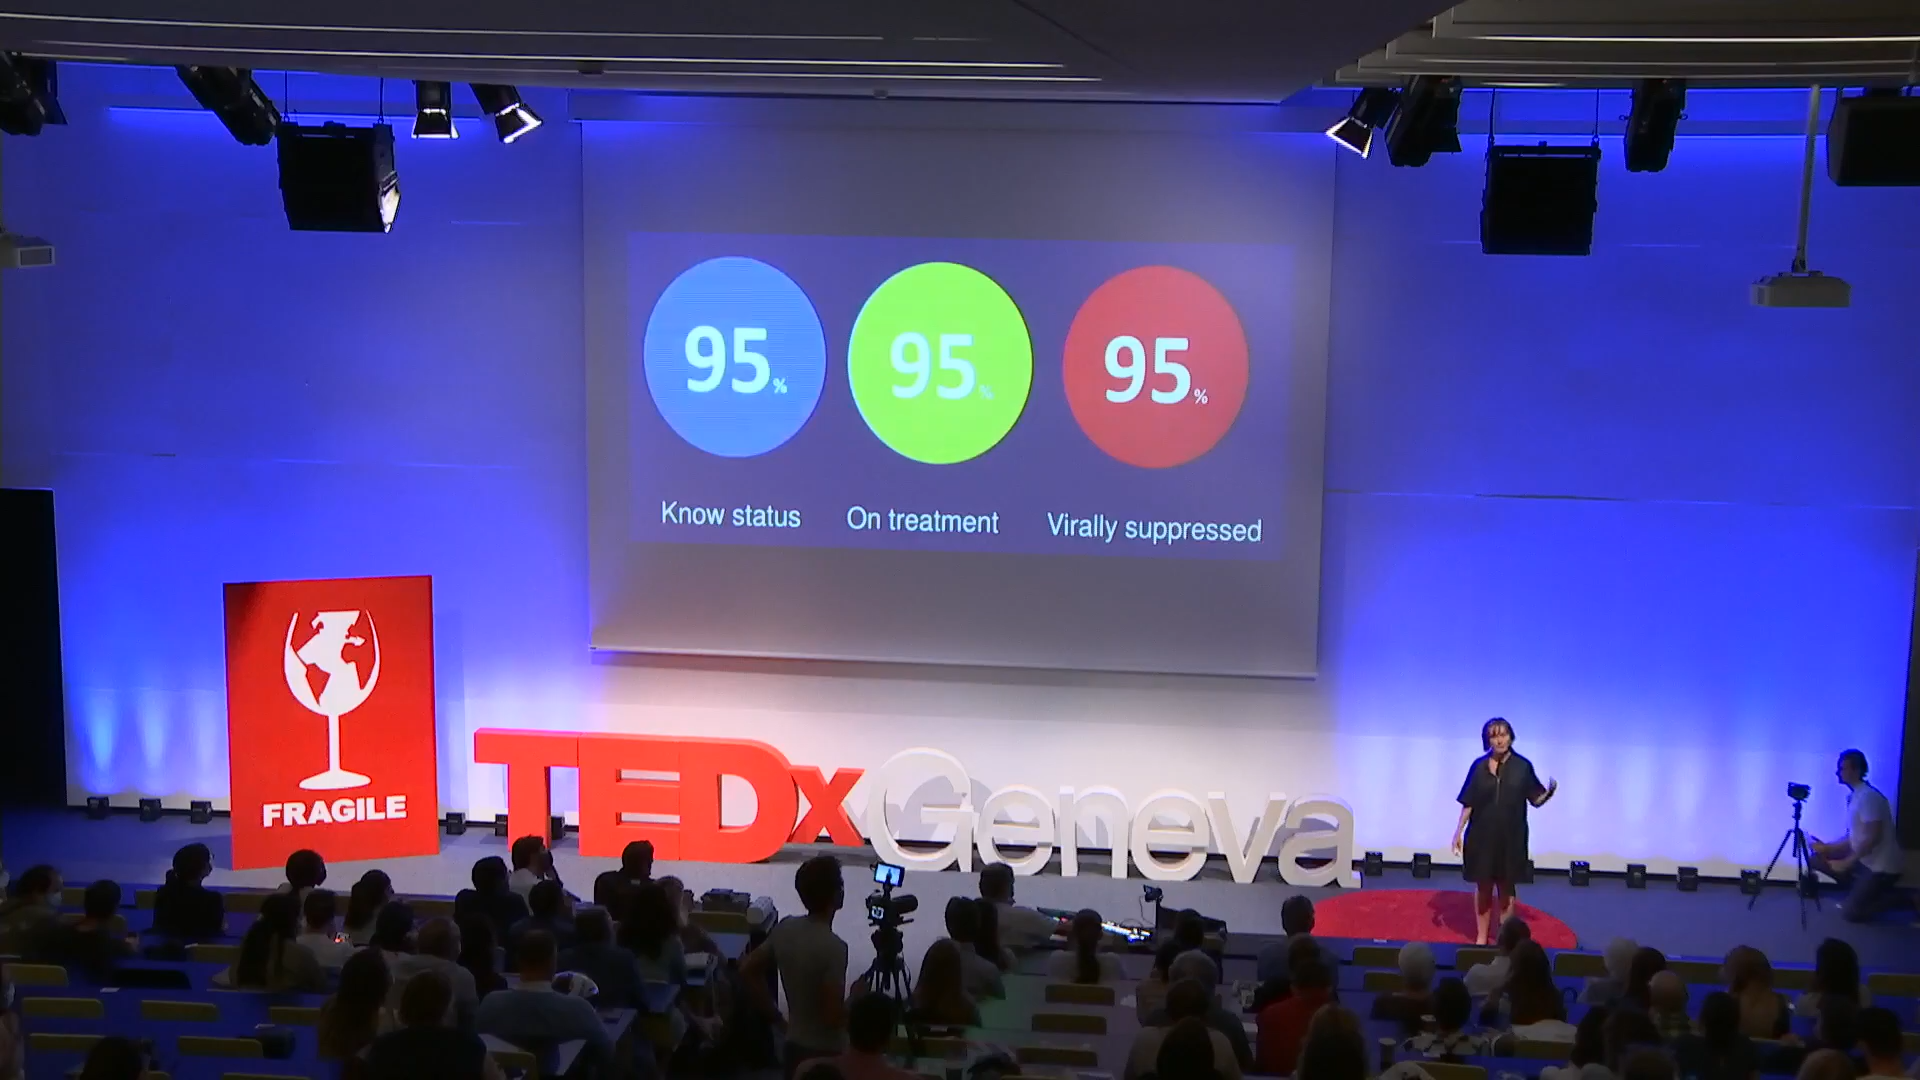 95% 95% 95%
Know status On treatment Virally suppressed
FRAGILE
TEDxGeneva